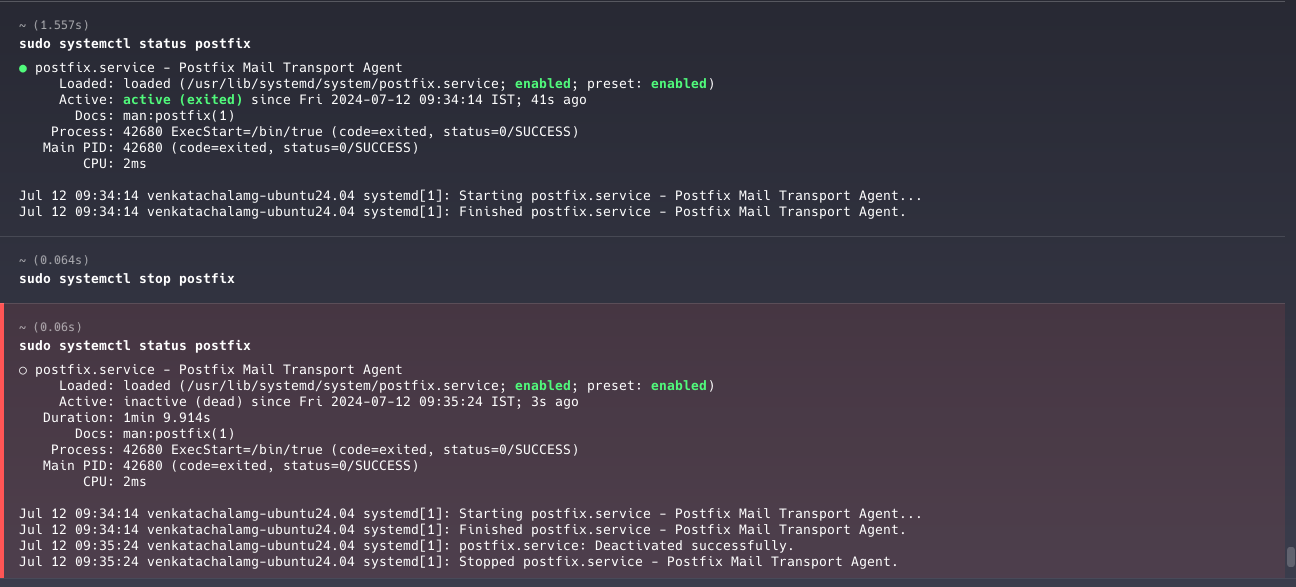 ~ (1.557s)
sudo systemctl status postfix
● postfix.service - Postfix Mail Transport Agent
     Loaded: loaded (/usr/lib/systemd/system/postfix.service; enabled; preset: enabled)
     Active: active (exited) since Fri 2024-07-12 09:34:14 IST; 41s ago
       Docs: man:postfix(1)
    Process: 42680 ExecStart=/bin/true (code=exited, status=0/SUCCESS)
   Main PID: 42680 (code=exited, status=0/SUCCESS)
        CPU: 2ms
Jul 12 09:34:14 venkatachalamg-ubuntu24.04 systemd[1]: Starting postfix.service - Postfix Mail Transport Agent...
Jul 12 09:34:14 venkatachalamg-ubuntu24.04 systemd[1]: Finished postfix.service - Postfix Mail Transport Agent.
~ (0.064s)
sudo systemctl stop postfix
~ (0.06s)
sudo systemctl status postfix
○ postfix.service - Postfix Mail Transport Agent
     Loaded: loaded (/usr/lib/systemd/system/postfix.service; enabled; preset: enabled)
     Active: inactive (dead) since Fri 2024-07-12 09:35:24 IST; 3s ago
   Duration: 1min 9.914s
       Docs: man:postfix(1)
    Process: 42680 ExecStart=/bin/true (code=exited, status=0/SUCCESS)
   Main PID: 42680 (code=exited, status=0/SUCCESS)
        CPU: 2ms
Jul 12 09:34:14 venkatachalamg-ubuntu24.04 systemd[1]: Starting postfix.service - Postfix Mail Transport Agent...
Jul 12 09:34:14 venkatachalamg-ubuntu24.04 systemd[1]: Finished postfix.service - Postfix Mail Transport Agent.
Jul 12 09:35:24 venkatachalamg-ubuntu24.04 systemd[1]: postfix.service: Deactivated successfully.
Jul 12 09:35:24 venkatachalamg-ubuntu24.04 systemd[1]: Stopped postfix.service - Postfix Mail Transport Agent.